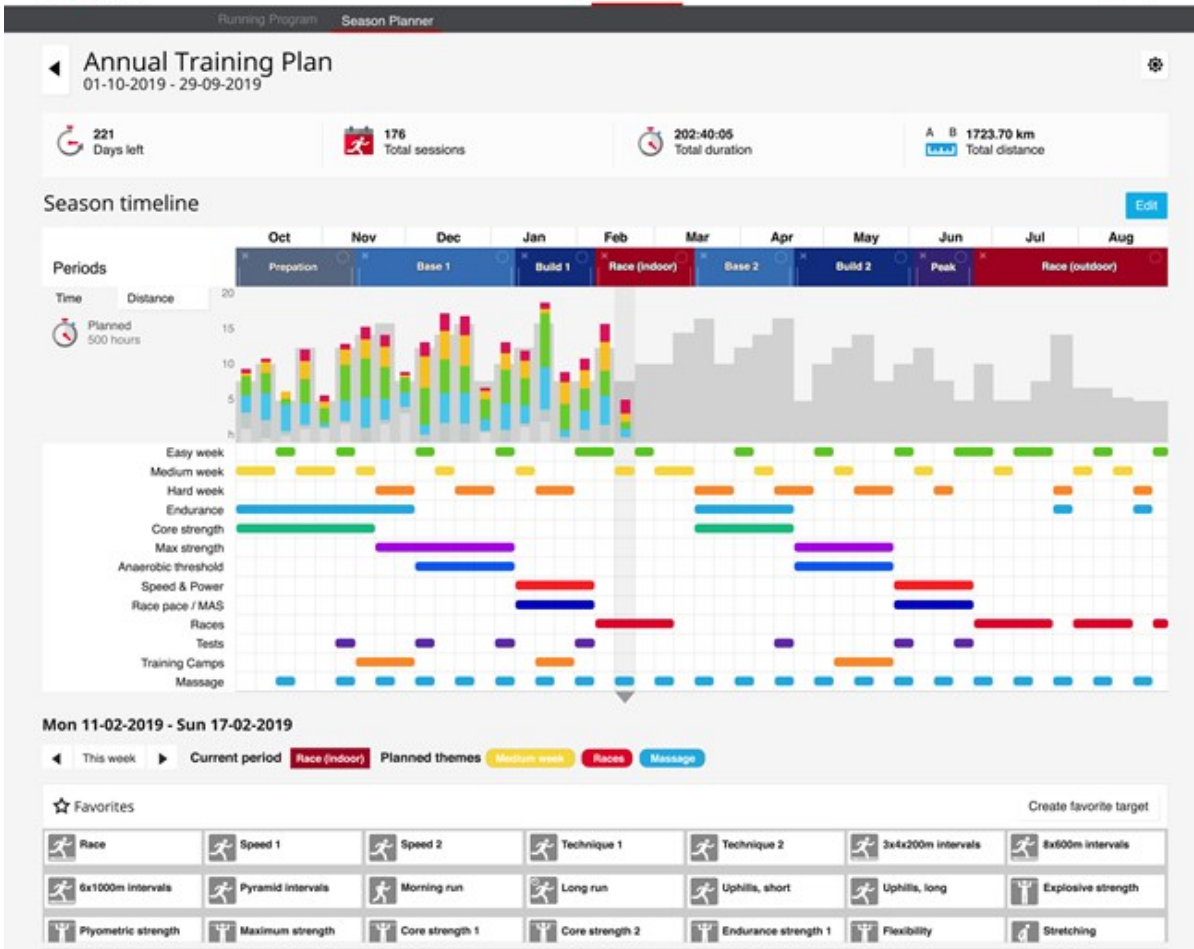 Running Program Season Planner
Annual Training Plan
01-10-2019 - 29-09-2019
221
Days left
176
Total sessions
202:40:05
Total duration
A B 1723.70 km
Total distance
Season timeline
Edit
Oct Nov Dec Jan Feb Mar Apr May Jun Jul Aug
Periods
Prepation Base 1 Build 1 Race (indoor) Base 2 Build 2 Peak Race (outdoor)
Time Distance
Planned
500 hours
20
15
10
5
h
Easy week
Medium week
Hard week
Endurance
Core strength
Max strength
Anaerobic threshold
Speed & Power
Race pace / MAS
Races
Tests
Training Camps
Massage
Mon 11-02-2019 - Sun 17-02-2019
This week Current period Race (indoor) Planned themes Medium week Races Massage
Favorites
Create favorite target
Race Speed 1 Speed 2 Technique 1 Technique 2 3x4x200m intervals 8x600m intervals
6x1000m intervals Pyramid intervals Morning run Long run Uphills, short Uphills, long Explosive strength
Plyometric strength Maximum strength Core strength 1 Core strength 2 Endurance strength 1 Flexibility Stretching